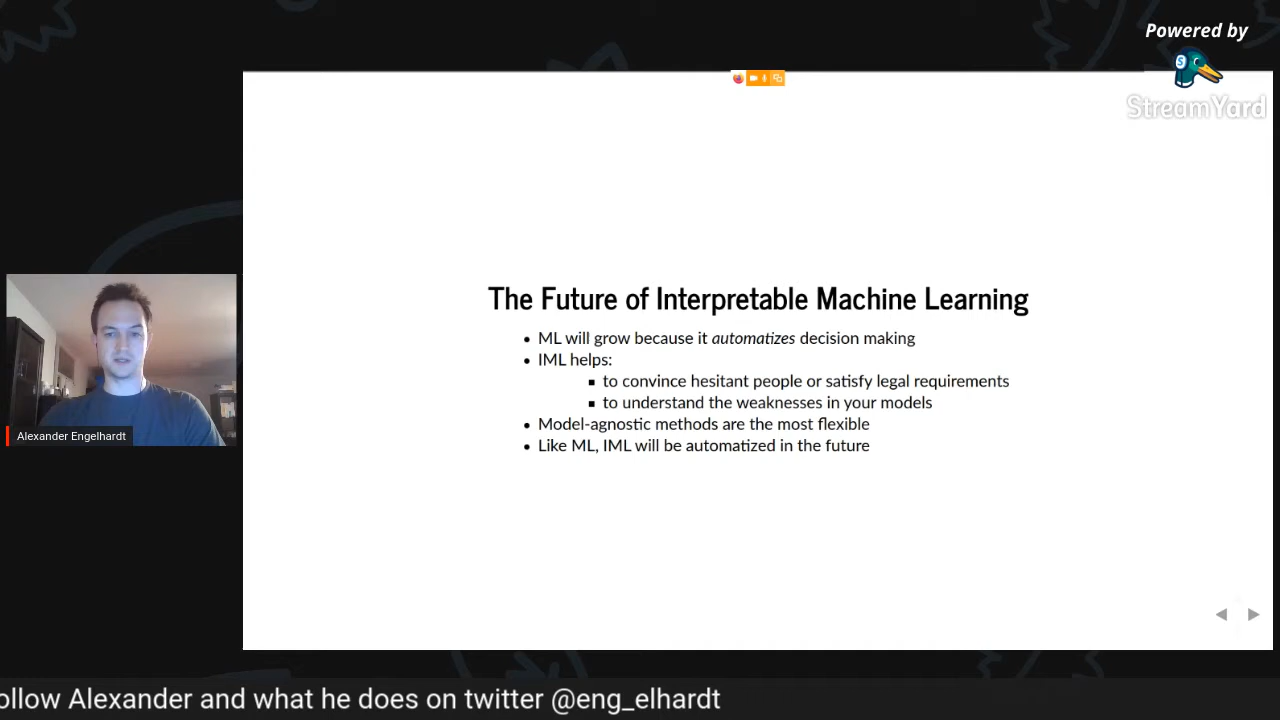 Powered by
StreamYard
The Future of Interpretable Machine Learning
ML will grow because it automatizes decision making
IML helps:
to convince hesitant people or satisfy legal requirements
to understand the weaknesses in your models
Model-agnostic methods are the most flexible
Like ML, IML will be automatized in the future
Alexander Engelhardt
ollow Alexander and what he does on twitter @eng_elhardt